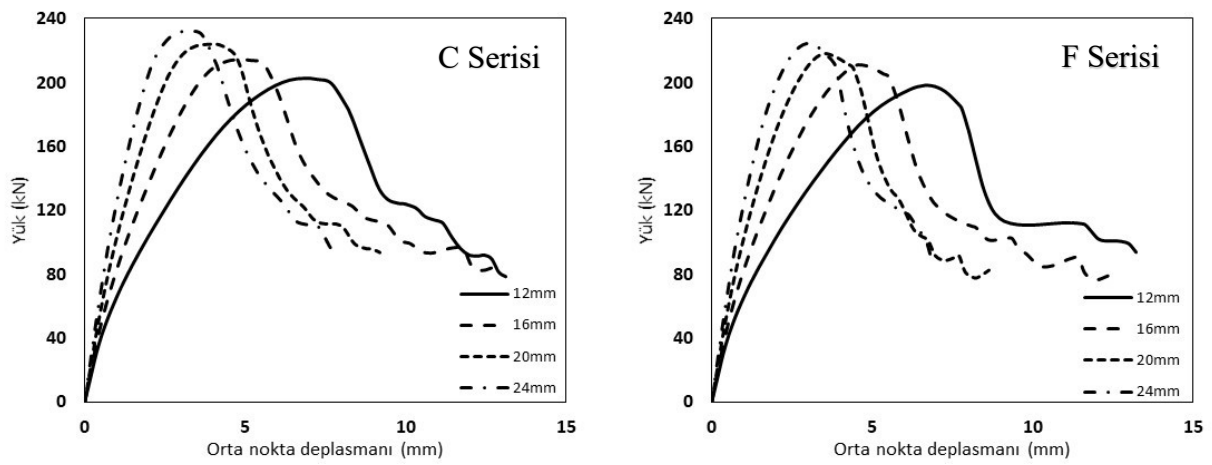 240
200
160
120
80
40
0
Yük (kN)
C Serisi
12mm
16mm
20mm
24mm
0 5 10 15
Orta nokta deplasmanı (mm)
240
200
160
120
80
40
0
Yük (kN)
F Serisi
12mm
16mm
20mm
24mm
0 5 10 15
Orta nokta deplasmanı (mm)